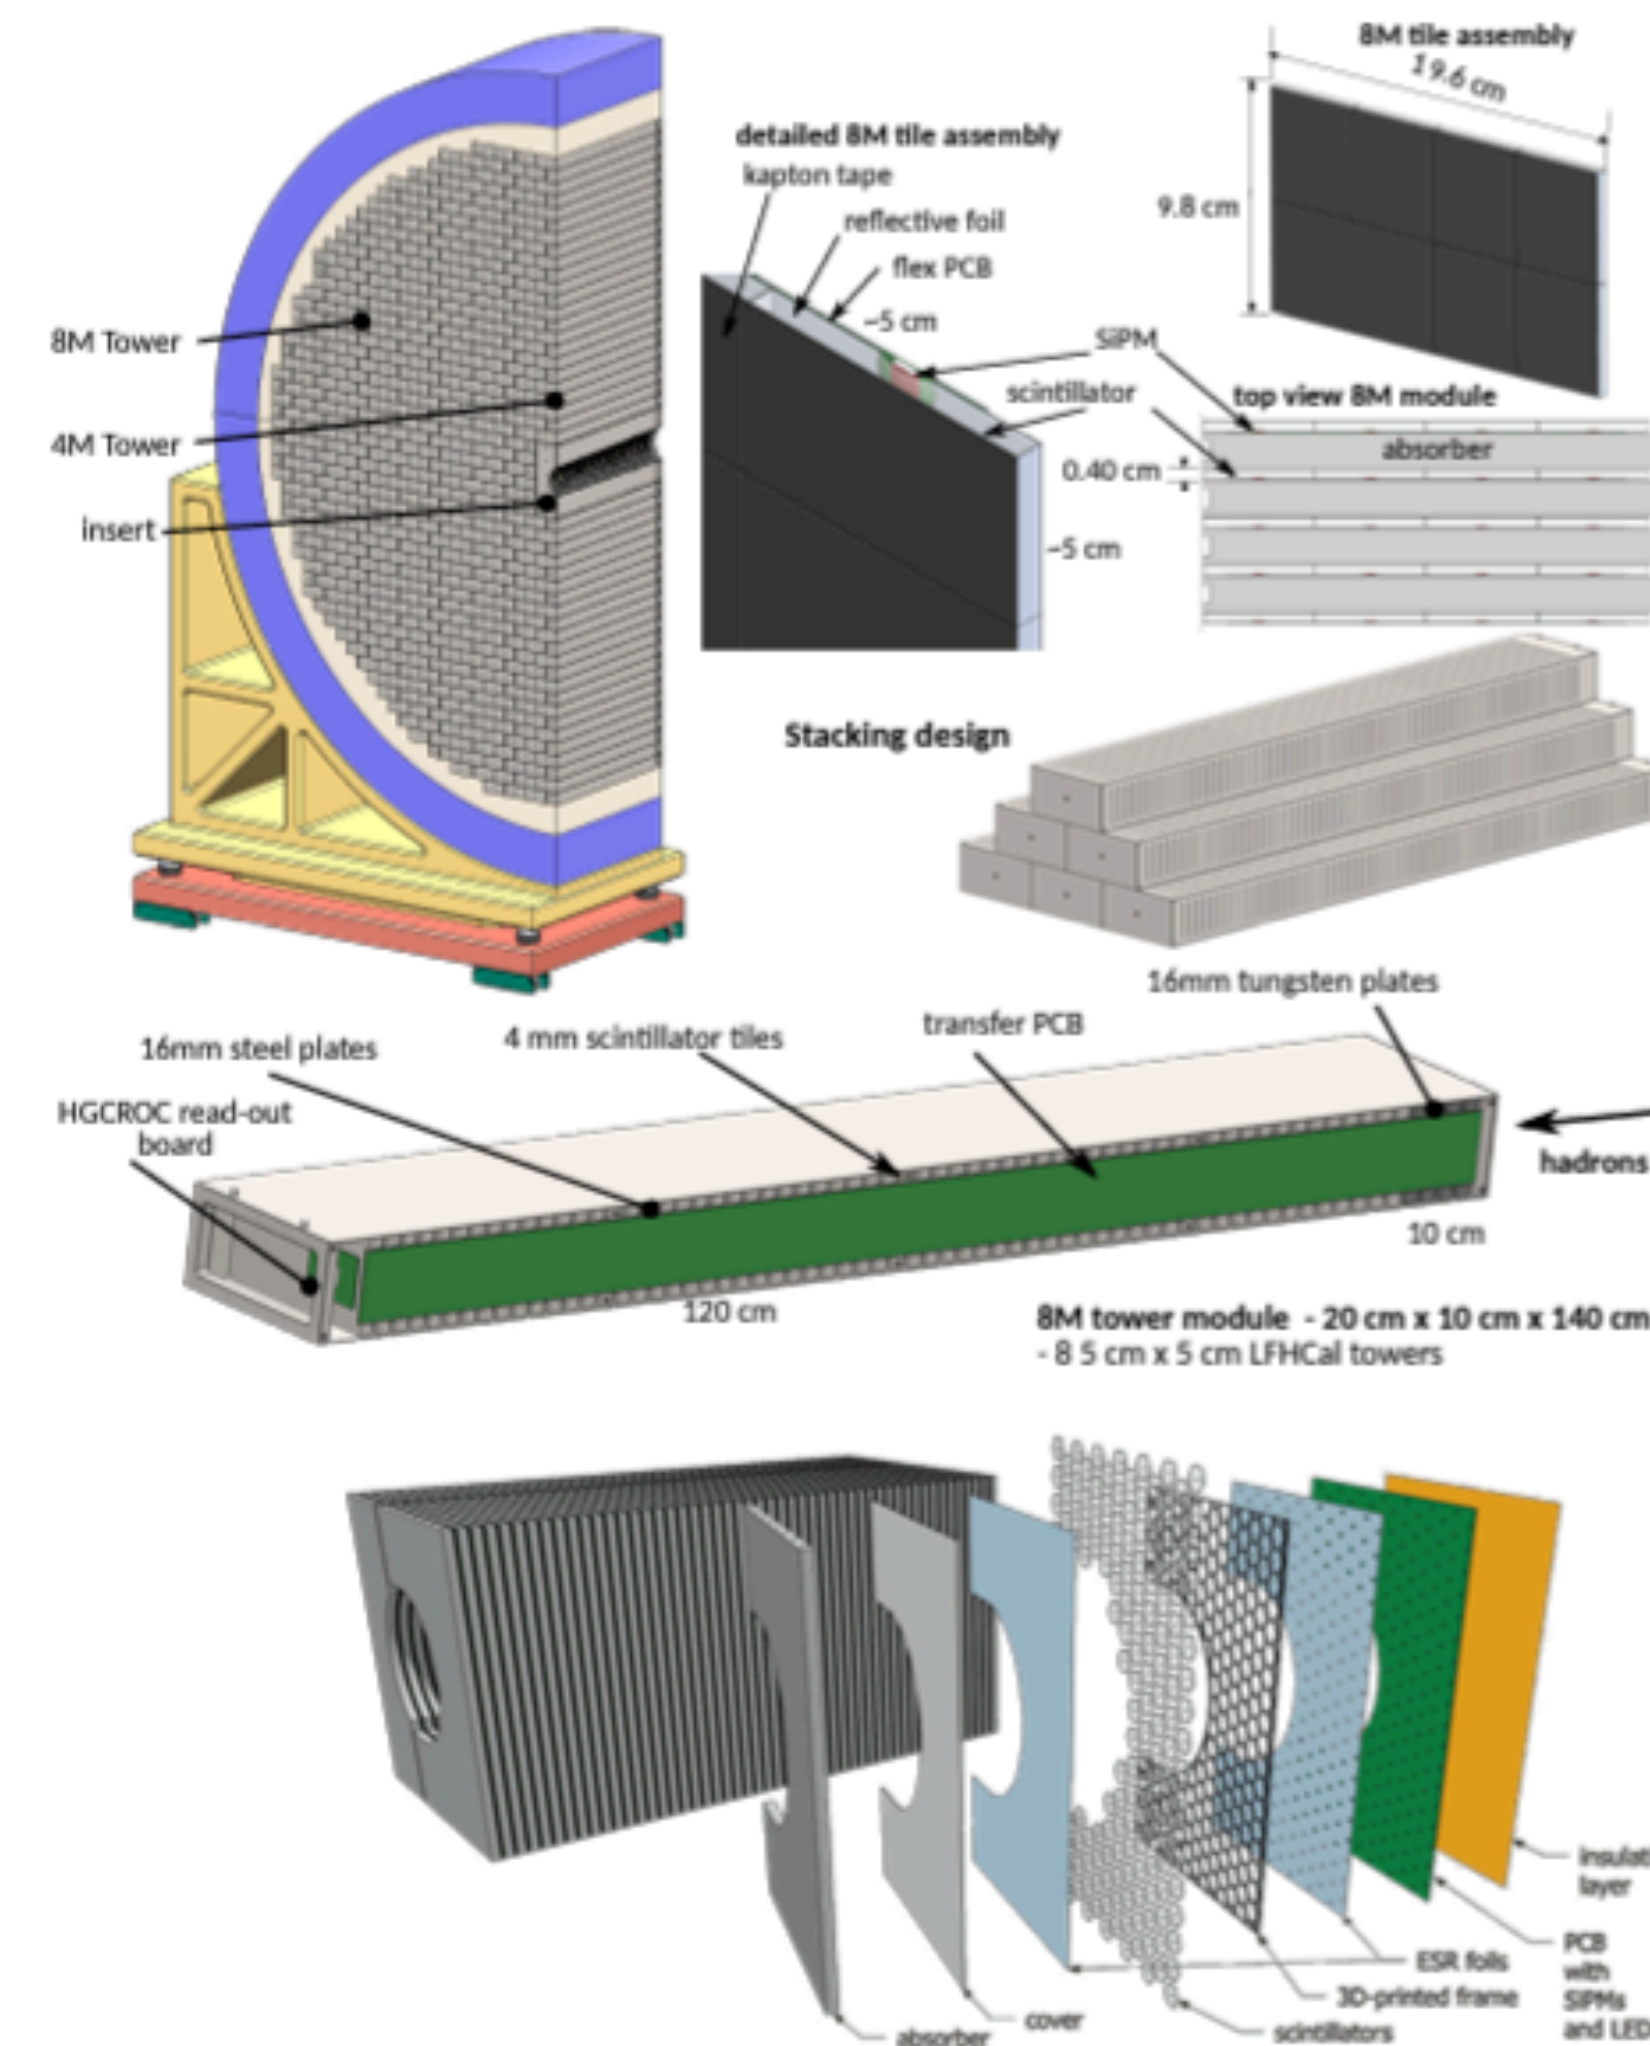 8M tile assembly
19.6 cm
9.8 cm
detailed 8M tile assembly
kapton tape
reflective foil
flex PCB
~5 cm
SiPM
scintillator
~5 cm
8M Tower
4M Tower
insert
top view 8M module
absorber
0.40 cm
Stacking design
16mm tungsten plates
transfer PCB
4 mm scintillator tiles
16mm steel plates
HGCROC read-out
board
hadrons
10 cm
120 cm
8M tower module - 20 cm x 10 cm x 140 cm
- 8 5 cm x 5 cm LFHCal towers
insulati
layer
PCB
with
SiPMs
and LED
ESR foils
3D-printed frame
scintillators
cover
absorber